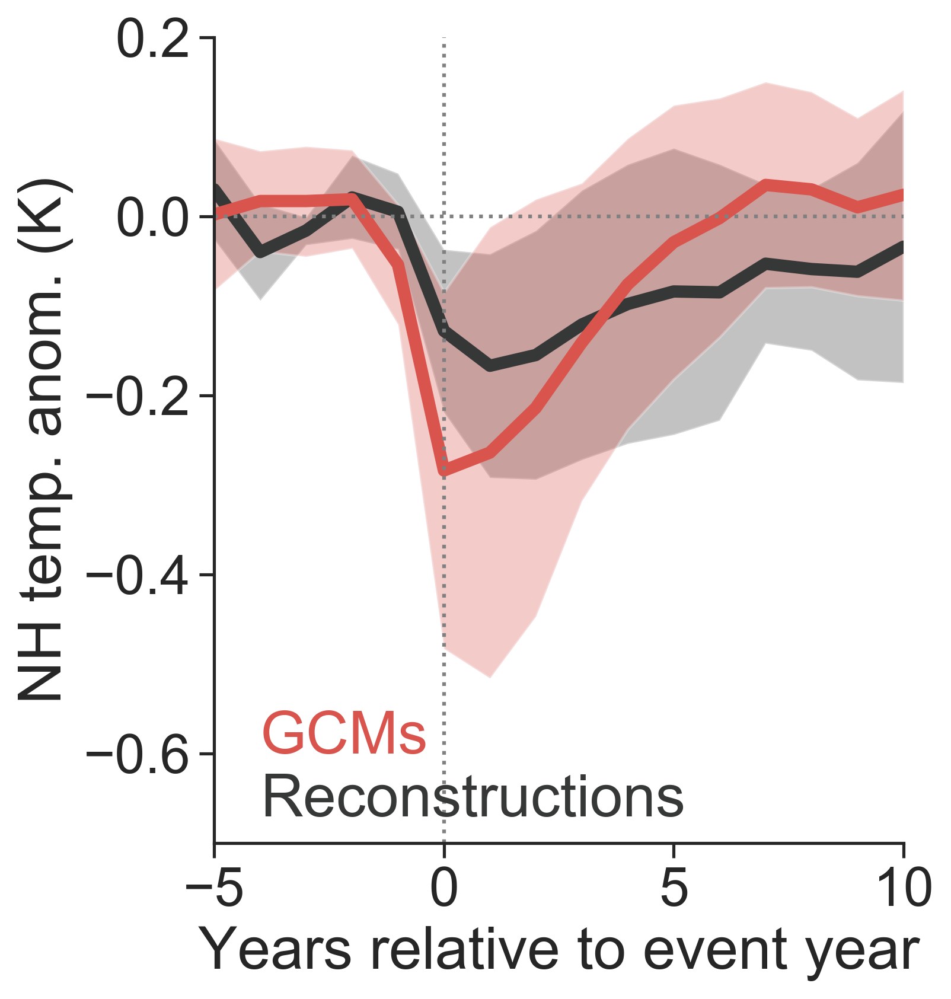 0.2
0.0
−0.2
−0.4
−0.6
NH temp. anom. (K)
GCMs
Reconstructions
−5 0 5 10
Years relative to event year